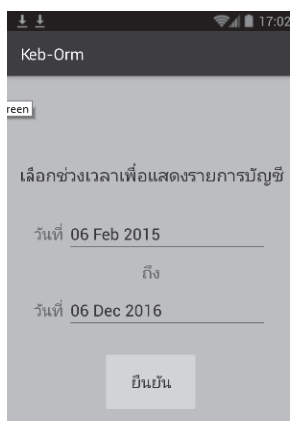 17:02
Keb-Orm
reen
เลือกช่วงเวลาเพื่อแสดงรายการบัญชี
วันที่ 06 Feb 2015
ถึง
วันที่ 06 Dec 2016
ยืนยัน